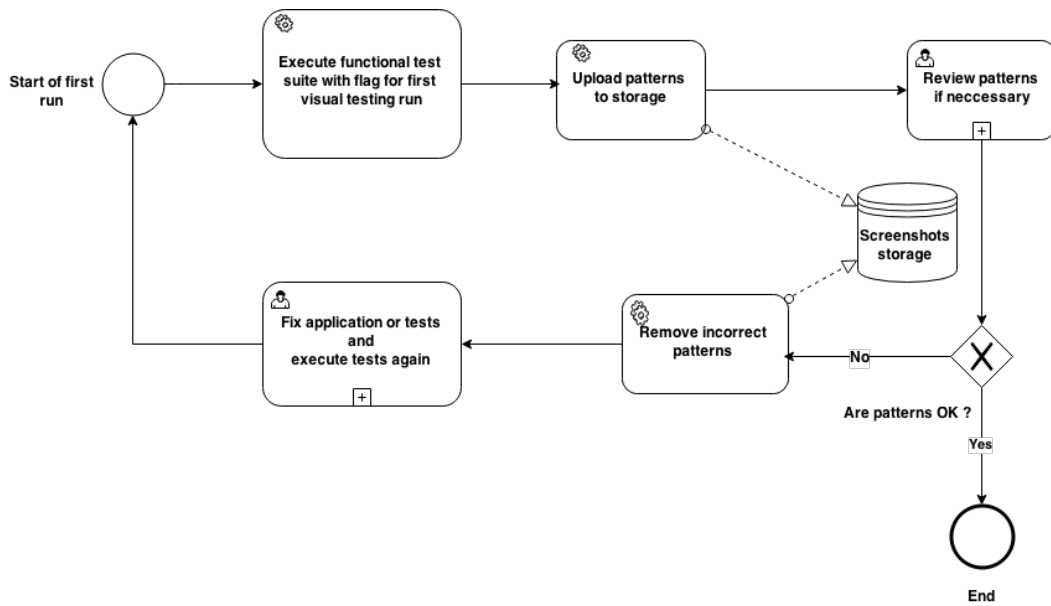 Start of first
run
Execute functional test
suite with flag for first
visual testing run
Upload patterns
to storage
Review patterns
if neccessary
Screenshots
storage
Fix application or tests
and
execute tests again
Remove incorrect
patterns
No
Are patterns OK ?
Yes
End